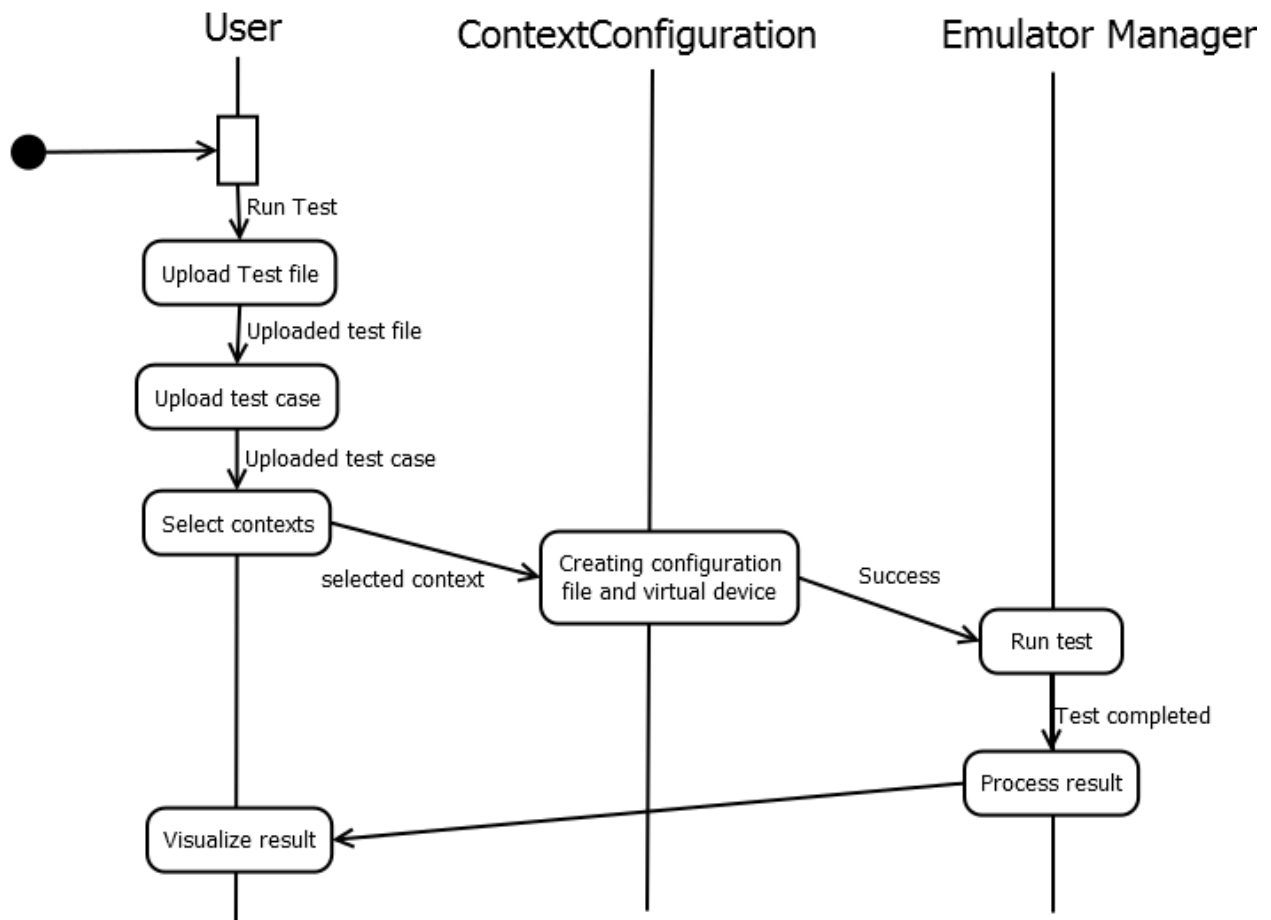 User
ContextConfiguration
Emulator Manager
Run Test
Upload Test file
Uploaded test file
Upload test case
Uploaded test case
Select contexts
selected context
Creating configuration
file and virtual device
Success
Run test
Test completed
Process result
Visualize result